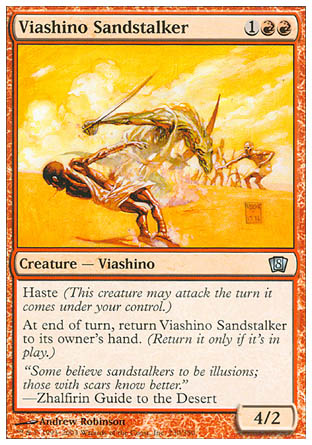 Viashino Sandstalker 1
Creature — Viashino 8
Haste (This creature may attack the turn it
comes under your control.)
At end of turn, return Viashino Sandstalker
to its owner's hand. (Return it only if it's in
play.)
"Some believe sandstalkers to be illusions;
those with scars know better."
—Zhalfirin Guide to the Desert
4/2
Andrew Robinson